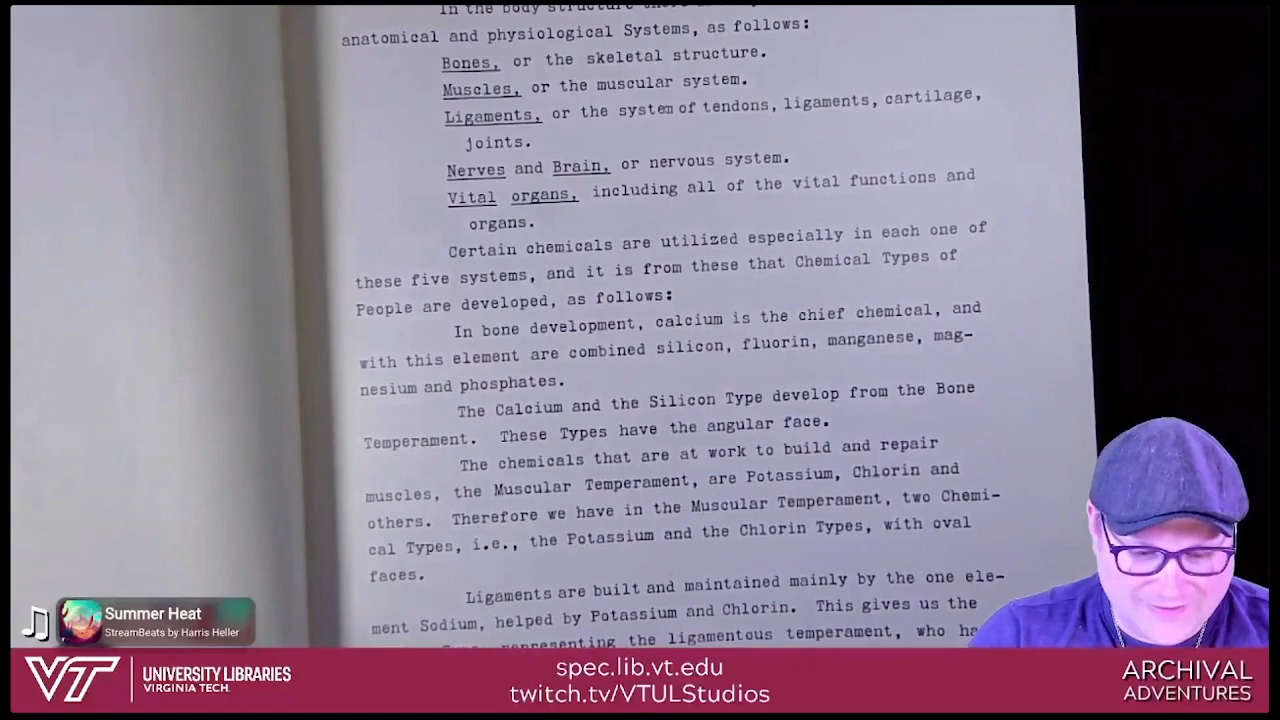 In the body structure
anatomical and physiological Systems, as follows:
Bones, or the skeletal structure.
Muscles, or the muscular system.
Ligaments, or the system of tendons, ligaments, cartilage,
joints.
Nerves and Brain, or nervous system.
Vital organs, including all of the vital functions and
organs.
Certain chemicals are utilized especially in each one of
these five systems, and it is from these that Chemical Types of
People are developed, as follows:
In bone development, calcium is the chief chemical, and
with this element are combined silicon, fluorin, manganese, mag-
nesium and phosphates.
The Calcium and the Silicon Type develop from the Bone
Temperament. These Types have the angular face.
The chemicals that are at work to build and repair
muscles, the Muscular Temperament, are Potassium, Chlorin and
others. Therefore we have in the Muscular Temperament, two Chemi-
cal Types, i.e., the Potassium and the Chlorin Types, with oval
faces.
Ligaments are built and maintained mainly by the one ele-
ment Sodium, helped by Potassium and Chlorin. This gives us the
representing the ligamentous temperament, who
Summer Heat
StreamBeats by Harris Heller
VT
UNIVERSITY LIBRARIES
VIRGINIA TECH
spec.lib.vt.edu
twitch.tv/VTULStudios
ARCHIVAL
ADVENTURES